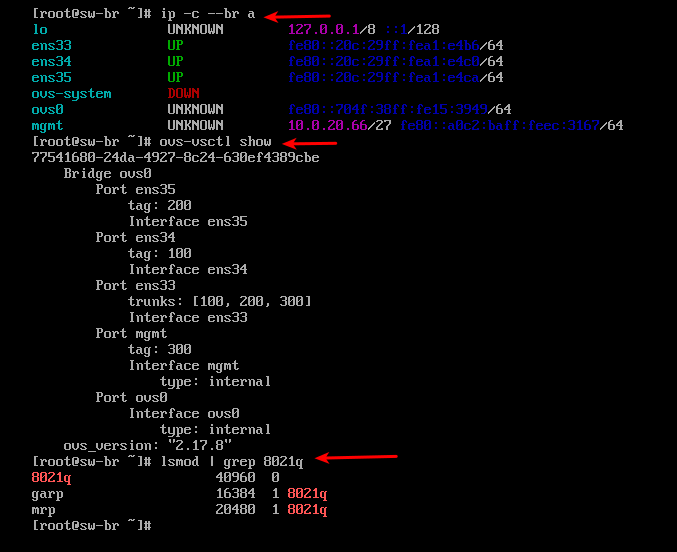 [root@sw-br ~]# ip -c --br a
lo               UNKNOWN        127.0.0.1/8 ::1/128
ens33            UP             fe80::20c:29ff:fea1:e4b6/64
ens34            UP             fe80::20c:29ff:fea1:e4c0/64
ens35            UP             fe80::20c:29ff:fea1:e4ca/64
ovs-system       DOWN
ovs0             UNKNOWN        fe80::704f:38ff:fe15:3949/64
mgmt             UNKNOWN        10.0.20.66/27 fe80::a0c2:baff:feec:3167/64
[root@sw-br ~]# ovs-vsctl show
77541680-24da-4927-8c24-630ef4389cbe
    Bridge ovs0
        Port ens35
            tag: 200
            Interface ens35
        Port ens34
            tag: 100
            Interface ens34
        Port ens33
            trunks: [100, 200, 300]
            Interface ens33
        Port mgmt
            tag: 300
            Interface mgmt
                type: internal
        Port ovs0
            Interface ovs0
                type: internal
    ovs_version: "2.17.8"
[root@sw-br ~]# lsmod | grep 8021q
8021q                  40960  0
garp                   16384  1 8021q
mrp                    20480  1 8021q
[root@sw-br ~]#